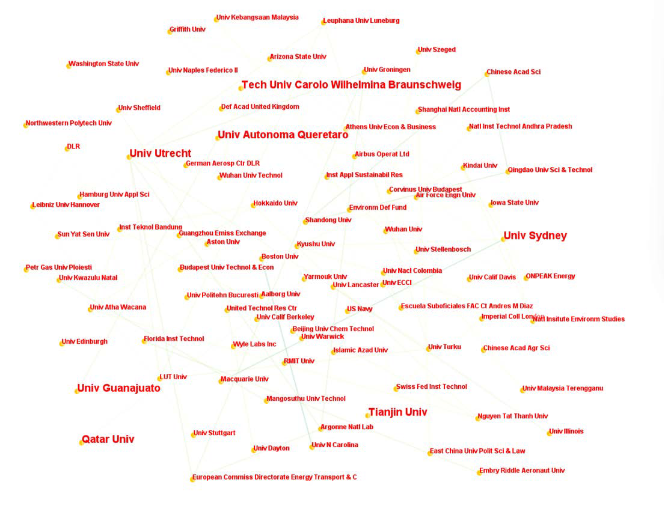 Univ Kebangsaan Malaysia
Leuphana Univ Luneburg
Griffith Univ
Univ Szeged
Arizona State Univ
Washington State Univ
Univ Naples Federico II
Univ Groningen
Chinese Acad Sci
Tech Univ Carolo Wilhelmina Braunschweig
Univ Sheffield
Def Acad United Kingdom
Shanghai Natl Accounting Inst
Northwestern Polytech Univ
Athens Univ Econ & Business
Natl Inst Technol Andhra Pradesh
Univ Autonoma Queretaro
DLR
Univ Utrecht
Airbus Operat Ltd
German Aerosp Ctr DLR
Kindai Univ
Qingdao Univ Sci & Technol
Wuhan Univ Technol
Inst Appl Sustainabil Res
Corvinus Univ Budapest
Hamburg Univ Appl Sci
Air Force Engn Univ
Leibniz Univ Hannover
Hokkaido Univ
Environm Def Fund
Iowa State Univ
Shandong Univ
Inst Teknol Bandung
Sun Yat Sen Univ
Guangzhou Emiss Exchange
Wuhan Univ
Univ Sydney
Aston Univ
Kyushu Univ
Univ Stellenbosch
Boston Univ
Petr Gas Univ Ploiesti
Budapest Univ Technol & Econ
Univ Nacl Colombia
Univ Kwazulu Natal
Yarmouk Univ
Univ Lancaster
Univ ECCI
Univ Calif Davis
ONPEAK Energy
Univ Politehn Bucuresti
Aalborg Univ
Univ Atha Wacana
United Technol Res Ctr
US Navy
Escuela Suboficiales FAC Ct Andres M Diaz
Univ Calif Berkeley
Imperial Coll London
Natl Insitute Environm Studies
Beijing Univ Chem Technol
Univ Warwick
Univ Edinburgh
Florida Inst Technol
Wyle Labs Inc
Islamic Azad Univ
Univ Turku
Chinese Acad Agr Sci
RMIT Univ
LUT Univ
Macquarie Univ
Univ Guanajuato
Swiss Fed Inst Technol
Univ Malaysia Terengganu
Mangosuthu Univ Technol
Tianjin Univ
Nguyen Tat Thanh Univ
Argonne Natl Lab
Univ Stuttgart
Univ Illinois
Qatar Univ
Univ N Carolina
Univ Dayton
East China Univ Polit Sci & Law
Embry Riddle Aeronaut Univ
European Commiss Directorate Energy Transport & C